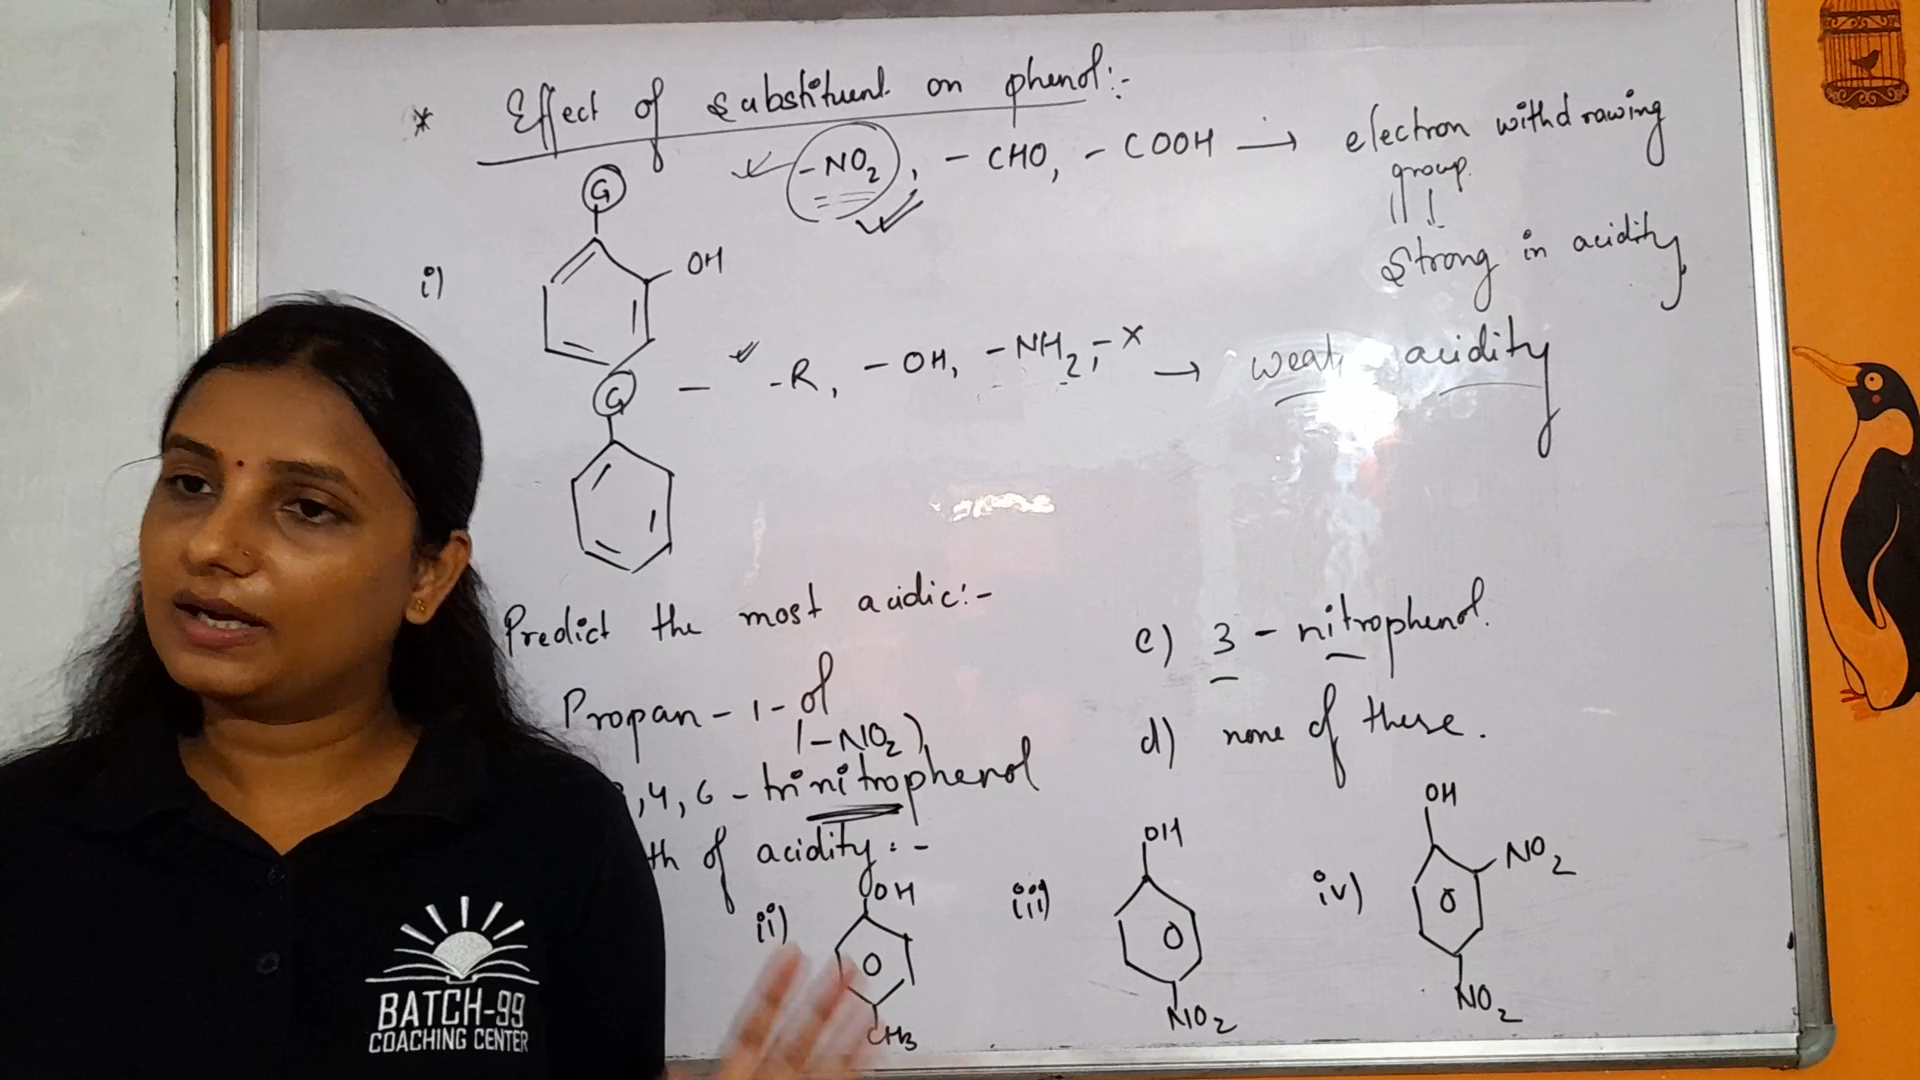 * Effect of substituent on phenol:-
-NO2, -CHO, -COOH → electron withdrawing
group.
strong in acidity
G
i)
OH
G - -R, -OH, -NH2, -X → weak acidity
Predict the most acidic:-
Propan-1-ol
(-NO2)
,4,6-trinitrophenol
c) 3-nitrophenol.
d) none of these.
th of acidity:-
ii)
OH
CH3
iii)
OH
NO2
iv)
OH
NO2
NO2
BATCH-99
COACHING CENTER